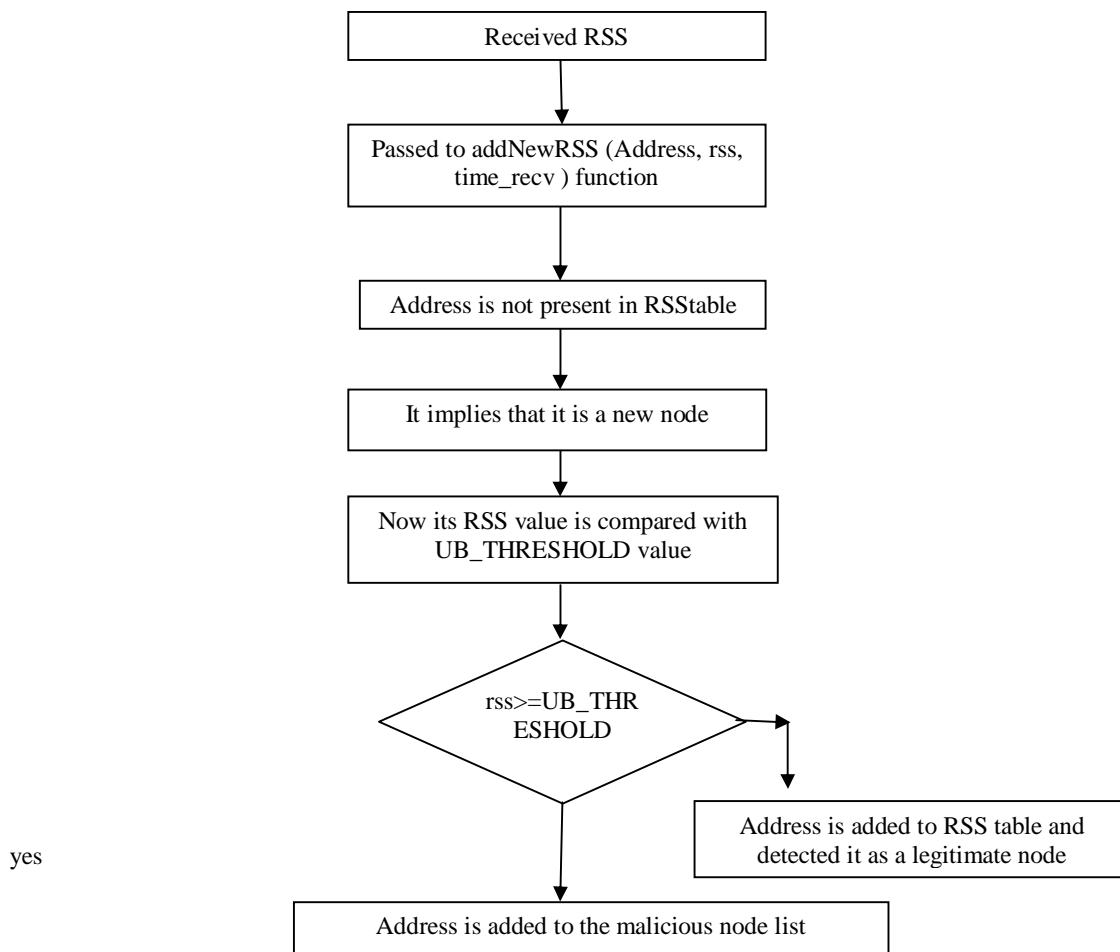 Received RSS
Passed to addNewRSS (Address, rss,
time_recv ) function
Address is not present in RSStable
It implies that it is a new node
Now its RSS value is compared with
UB_THRESHOLD value
rss>=UB_THR
ESHOLD
Address is added to RSS table and
detected it as a legitimate node
yes
Address is added to the malicious node list